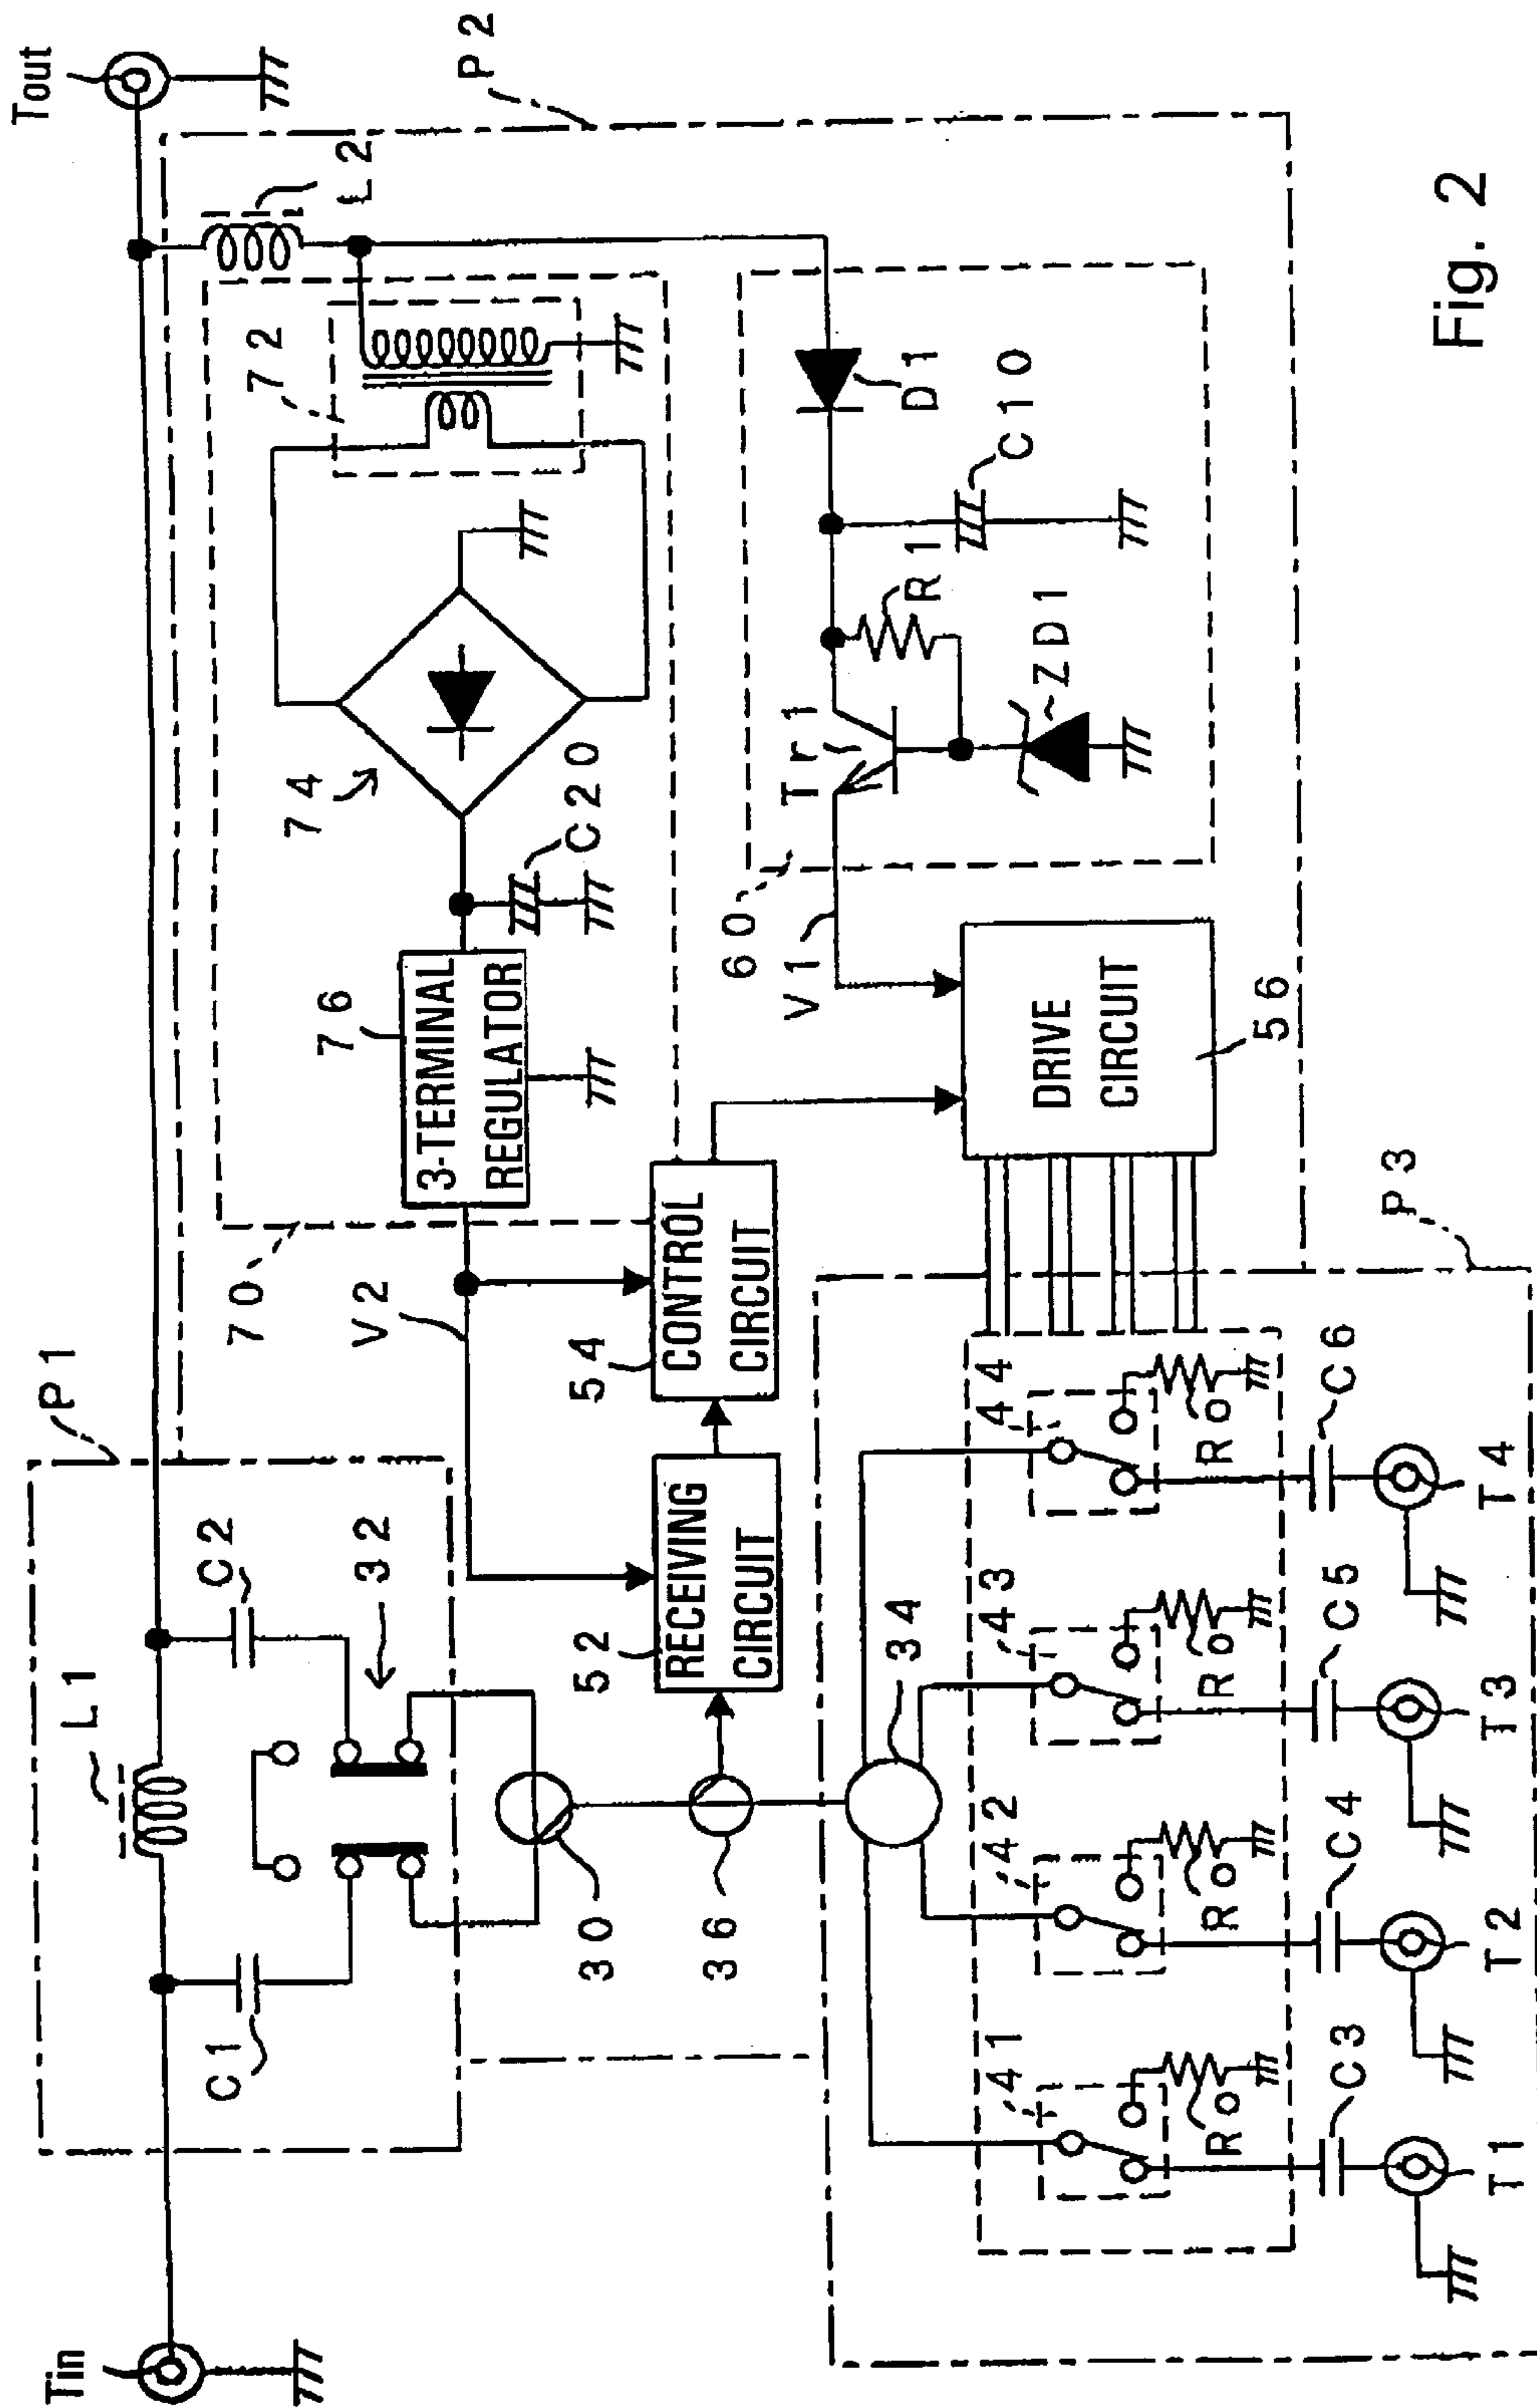 Tin
Tout
P1
L1
C1
C2
32
P2
L2
70
72
74
76
3-TERMINAL
REGULATOR
C20
V2
30
36
52
RECEIVING
CIRCUIT
54
CONTROL
CIRCUIT
60
V1
Tr1
R1
ZD1
C10
D1
DRIVE
CIRCUIT
56
34
P3
41
42
43
44
Ro
Ro
Ro
Ro
C3
C4
C5
C6
T1
T2
T3
T4
Fig. 2